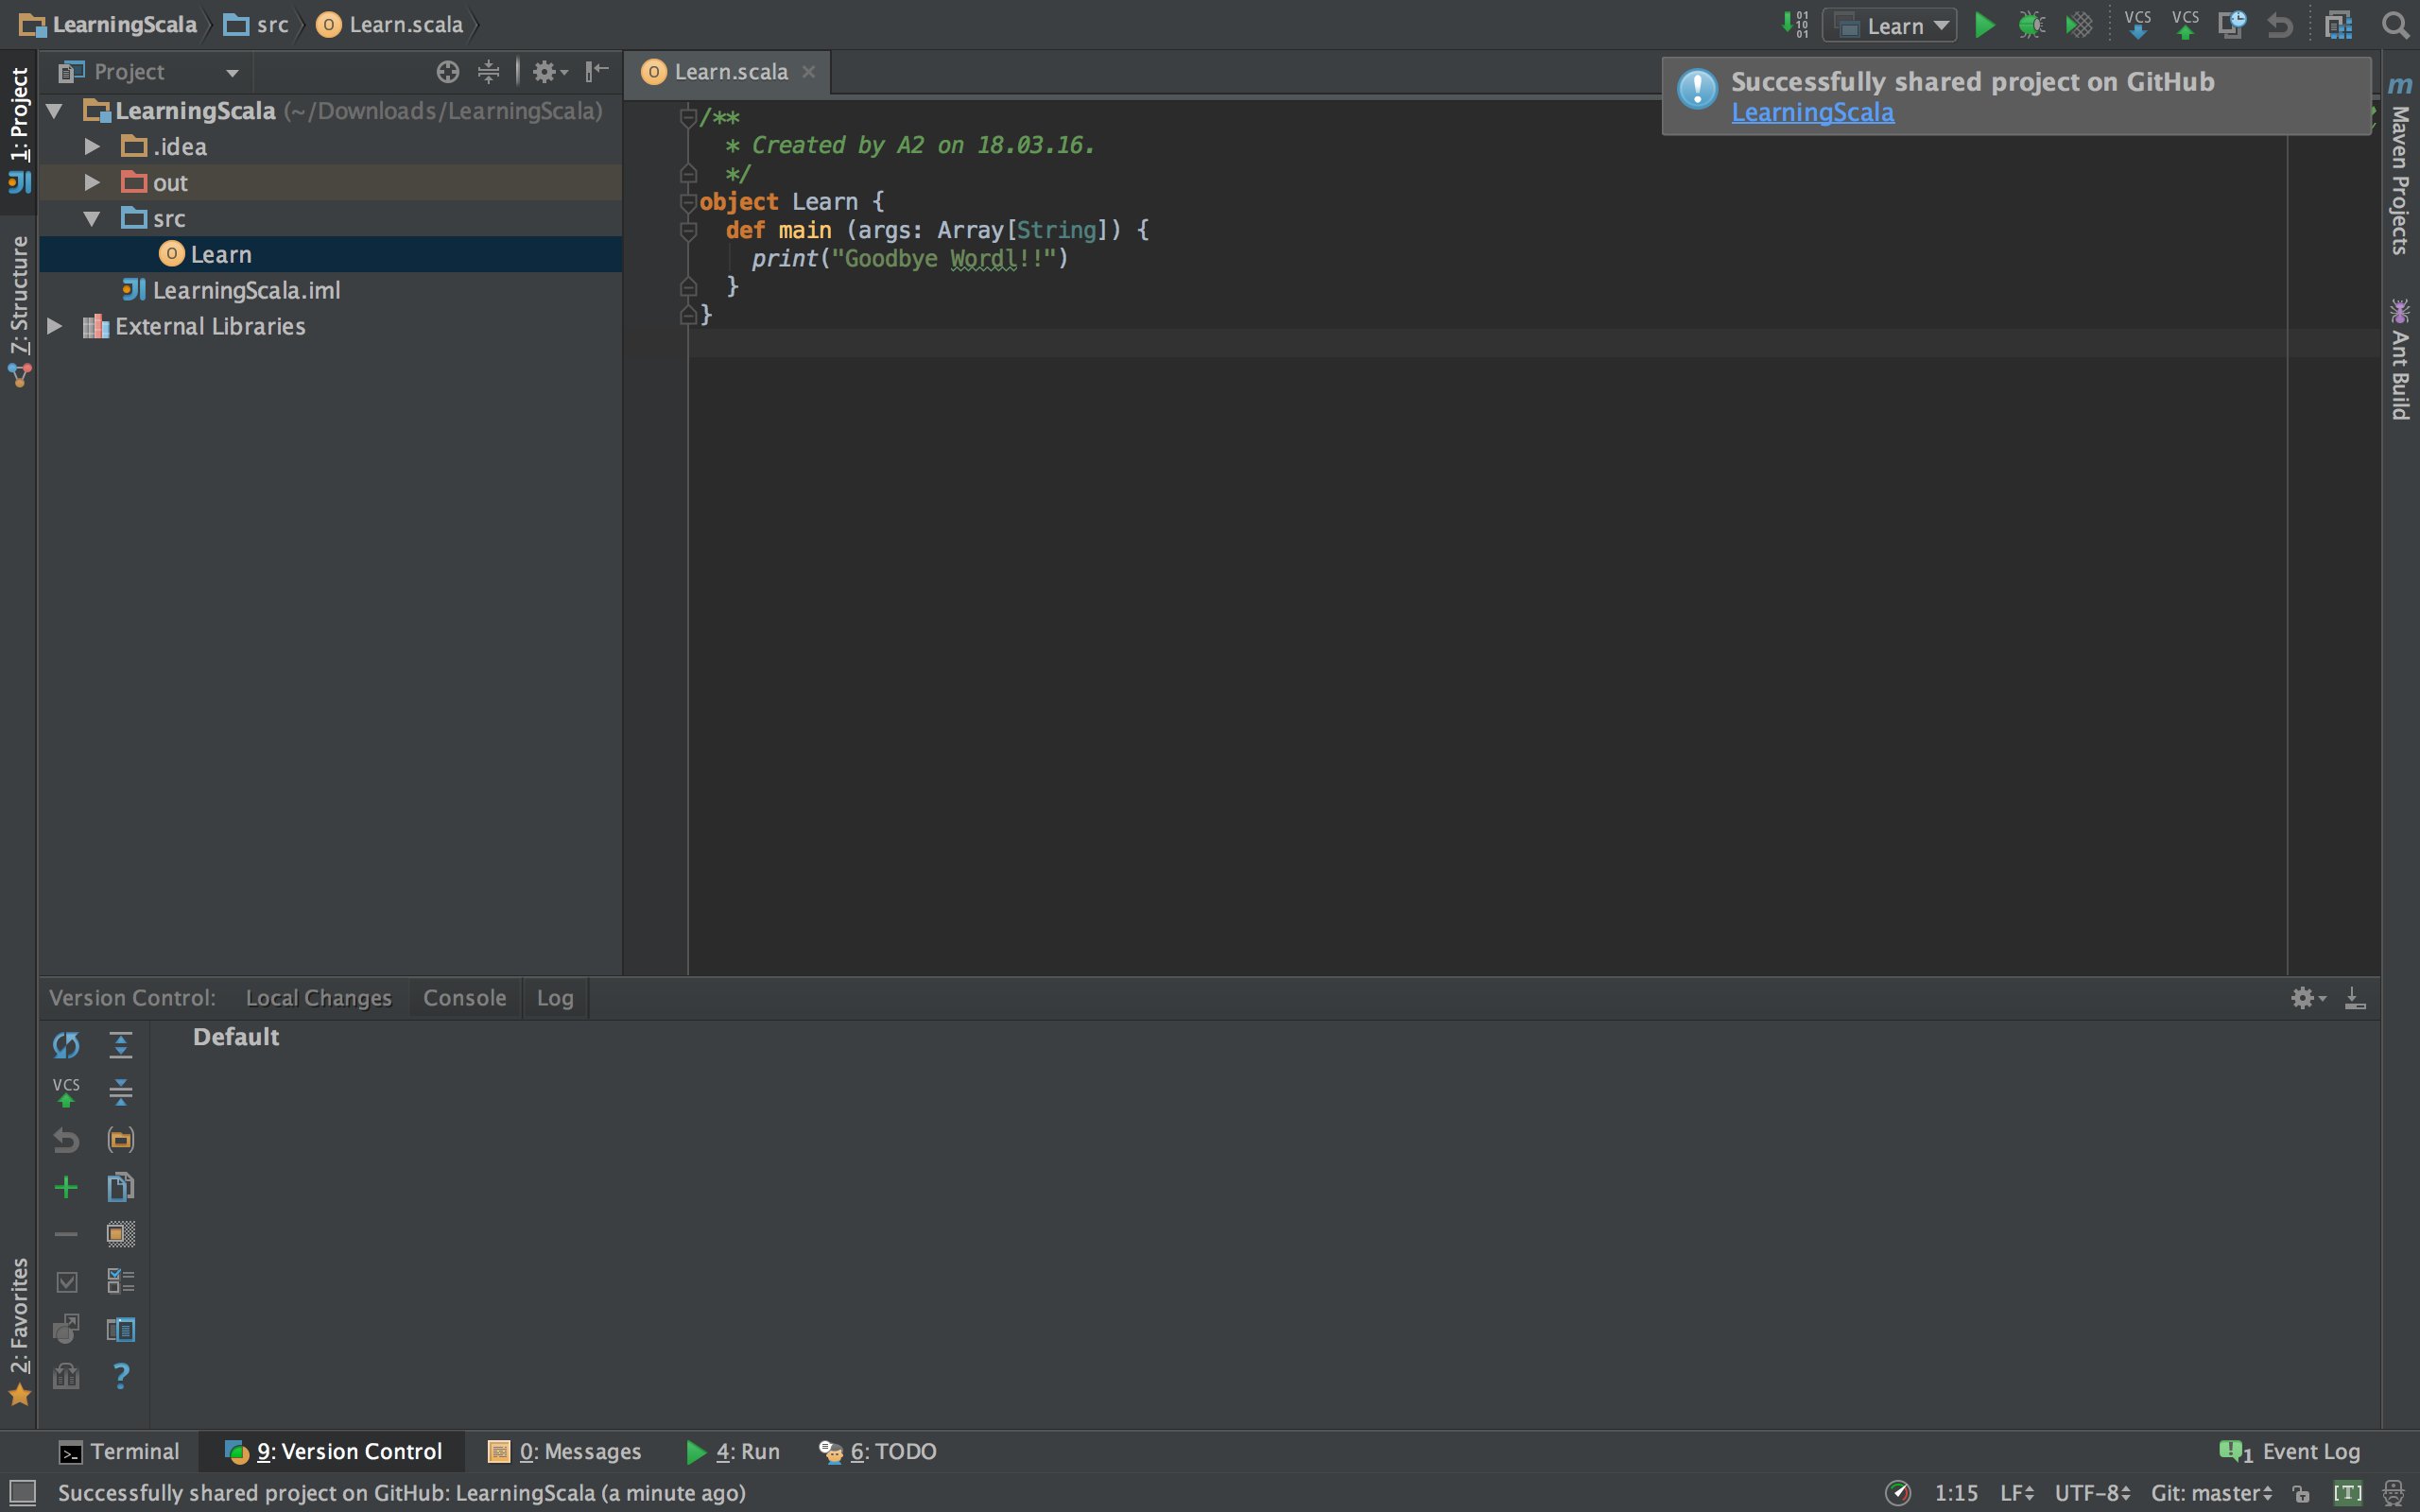 LearningScala src Learn.scala
Learn
VCS VCS
Project
Learn.scala
LearningScala (~/Downloads/LearningScala)
.idea
out
src
Learn
LearningScala.iml
External Libraries
/**
* Created by A2 on 18.03.16.
*/
object Learn {
def main (args: Array[String]) {
print("Goodbye Wordl!!")
}
}
Successfully shared project on GitHub
LearningScala
1: Project
7: Structure
2: Favorites
m
Maven Projects
Ant Build
Version Control: Local Changes Console Log
Default
VCS
?
Terminal 9: Version Control 0: Messages 4: Run 6: TODO 1 Event Log
Successfully shared project on GitHub: LearningScala (a minute ago) 1:15 LF UTF-8 Git: master [T]